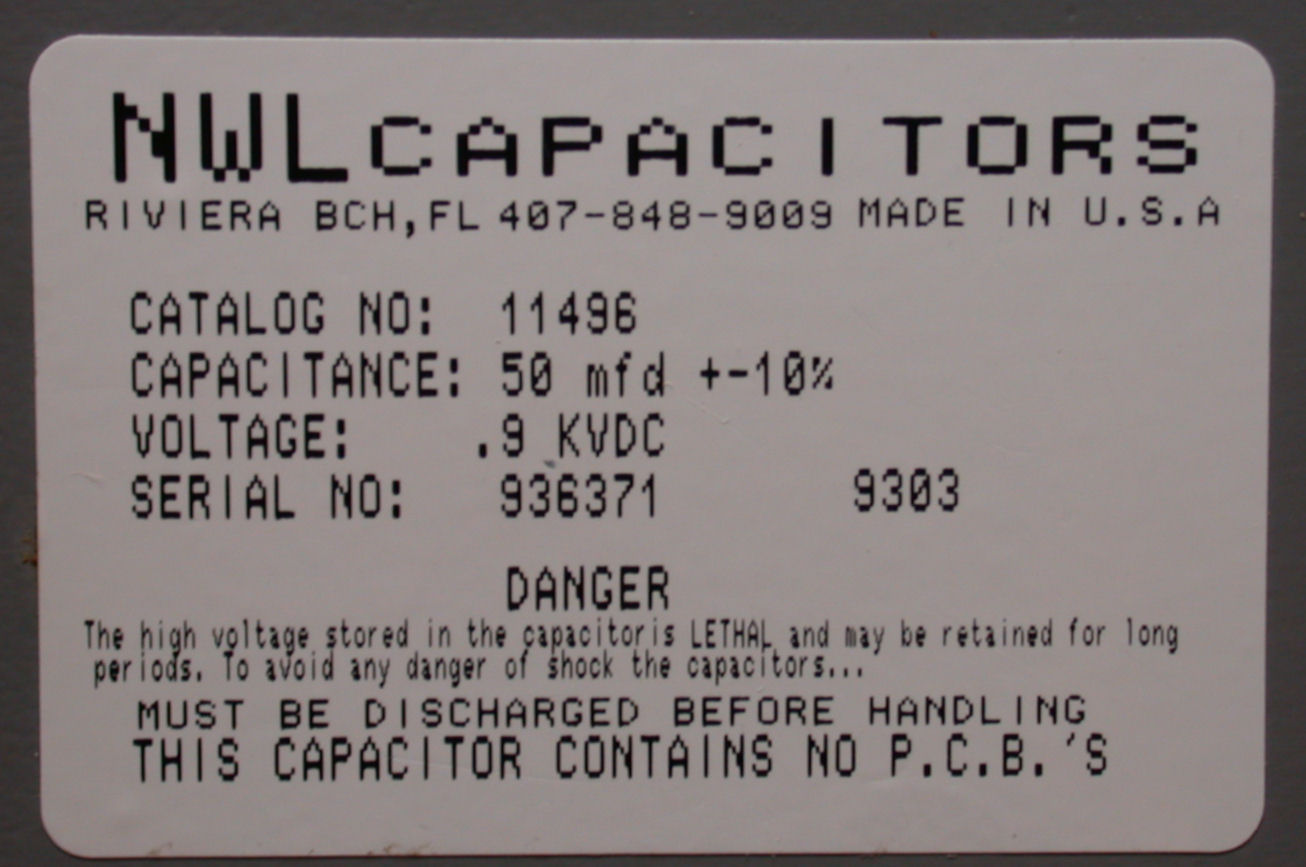 NWL CAPACITORS
RIVIERA BCH, FL 407-848-9009 MADE IN U.S.A
CATALOG NO: 11496
CAPACITANCE: 50 mfd +-10%
VOLTAGE: .9 KVDC
SERIAL NO: 936371 9303
DANGER
The high voltage stored in the capacitoris LETHAL and may be retained for long
periods. To avoid any danger of shock the capacitors...
MUST BE DISCHARGED BEFORE HANDLING
THIS CAPACITOR CONTAINS NO P.C.B.'S